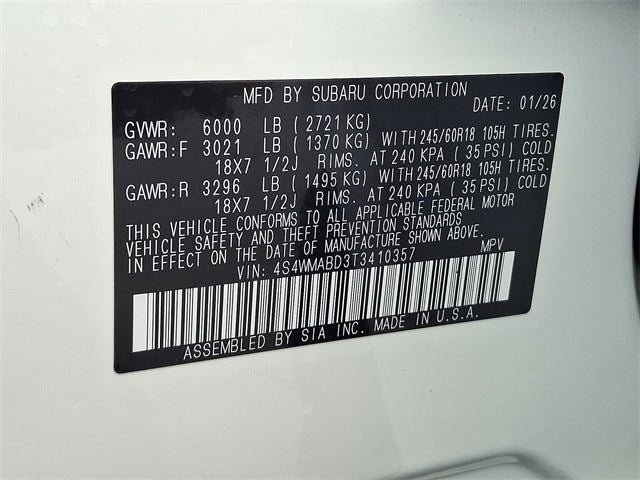 MFD BY SUBARU CORPORATION
DATE: 01/26
GVWR: 6000 LB (2721 KG)
GAWR:F 3021 LB (1370 KG) WITH 245/60R18 105H TIRES.
18X7 1/2J RIMS. AT 240 KPA (35 PSI) COLD
GAWR:R 3296 LB (1495 KG) WITH 245/60R18 105H TIRES.
18X7 1/2J RIMS. AT 240 KPA (35 PSI) COLD
THIS VEHICLE CONFORMS TO ALL APPLICABLE FEDERAL MOTOR
VEHICLE SAFETY AND THEFT PREVENTION STANDARDS
IN EFFECT ON THE DATE OF MANUFACTURE SHOWN ABOVE.
VIN: 4S4WMABD3T3410357 MPV
ASSEMBLED BY SIA INC. MADE IN U.S.A.